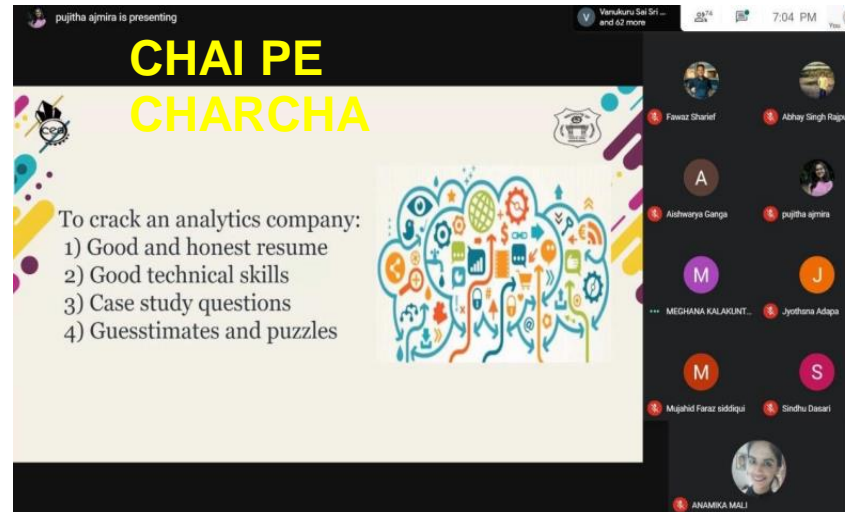 pujitha ajmira is presenting
V
Vanukuru Sai Sri ...
and 62 more
74
7:04 PM
You
CHAI PE
CHARCHA
cea
To crack an analytics company:
1) Good and honest resume
2) Good technical skills
3) Case study questions
4) Guesstimates and puzzles
Fawaz Sharief
Abhay Singh Rajpu
A
Aishwarya Ganga
pujitha ajmira
M
MEGHANA KALAKUNT...
J
Jyothsna Adapa
M
Mujahid Faraz siddiqui
S
Sindhu Dasari
ANAMIKA MALI